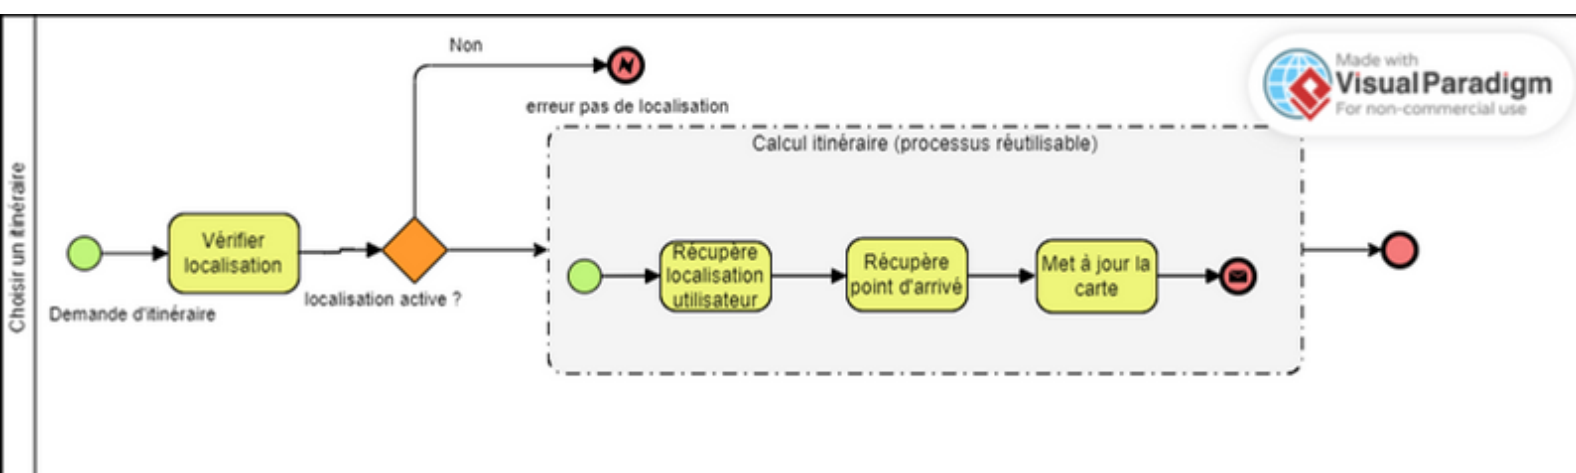 Non
Made with
Visual Paradigm
For non-commercial use
erreur pas de localisation
Calcul itinéraire (processus réutilisable)
Choisir un itinéraire
Vérifier
localisation
localisation active ?
Demande d'itinéraire
Récupère
localisation
utilisateur
Récupère
point d'arrivé
Met à jour la
carte